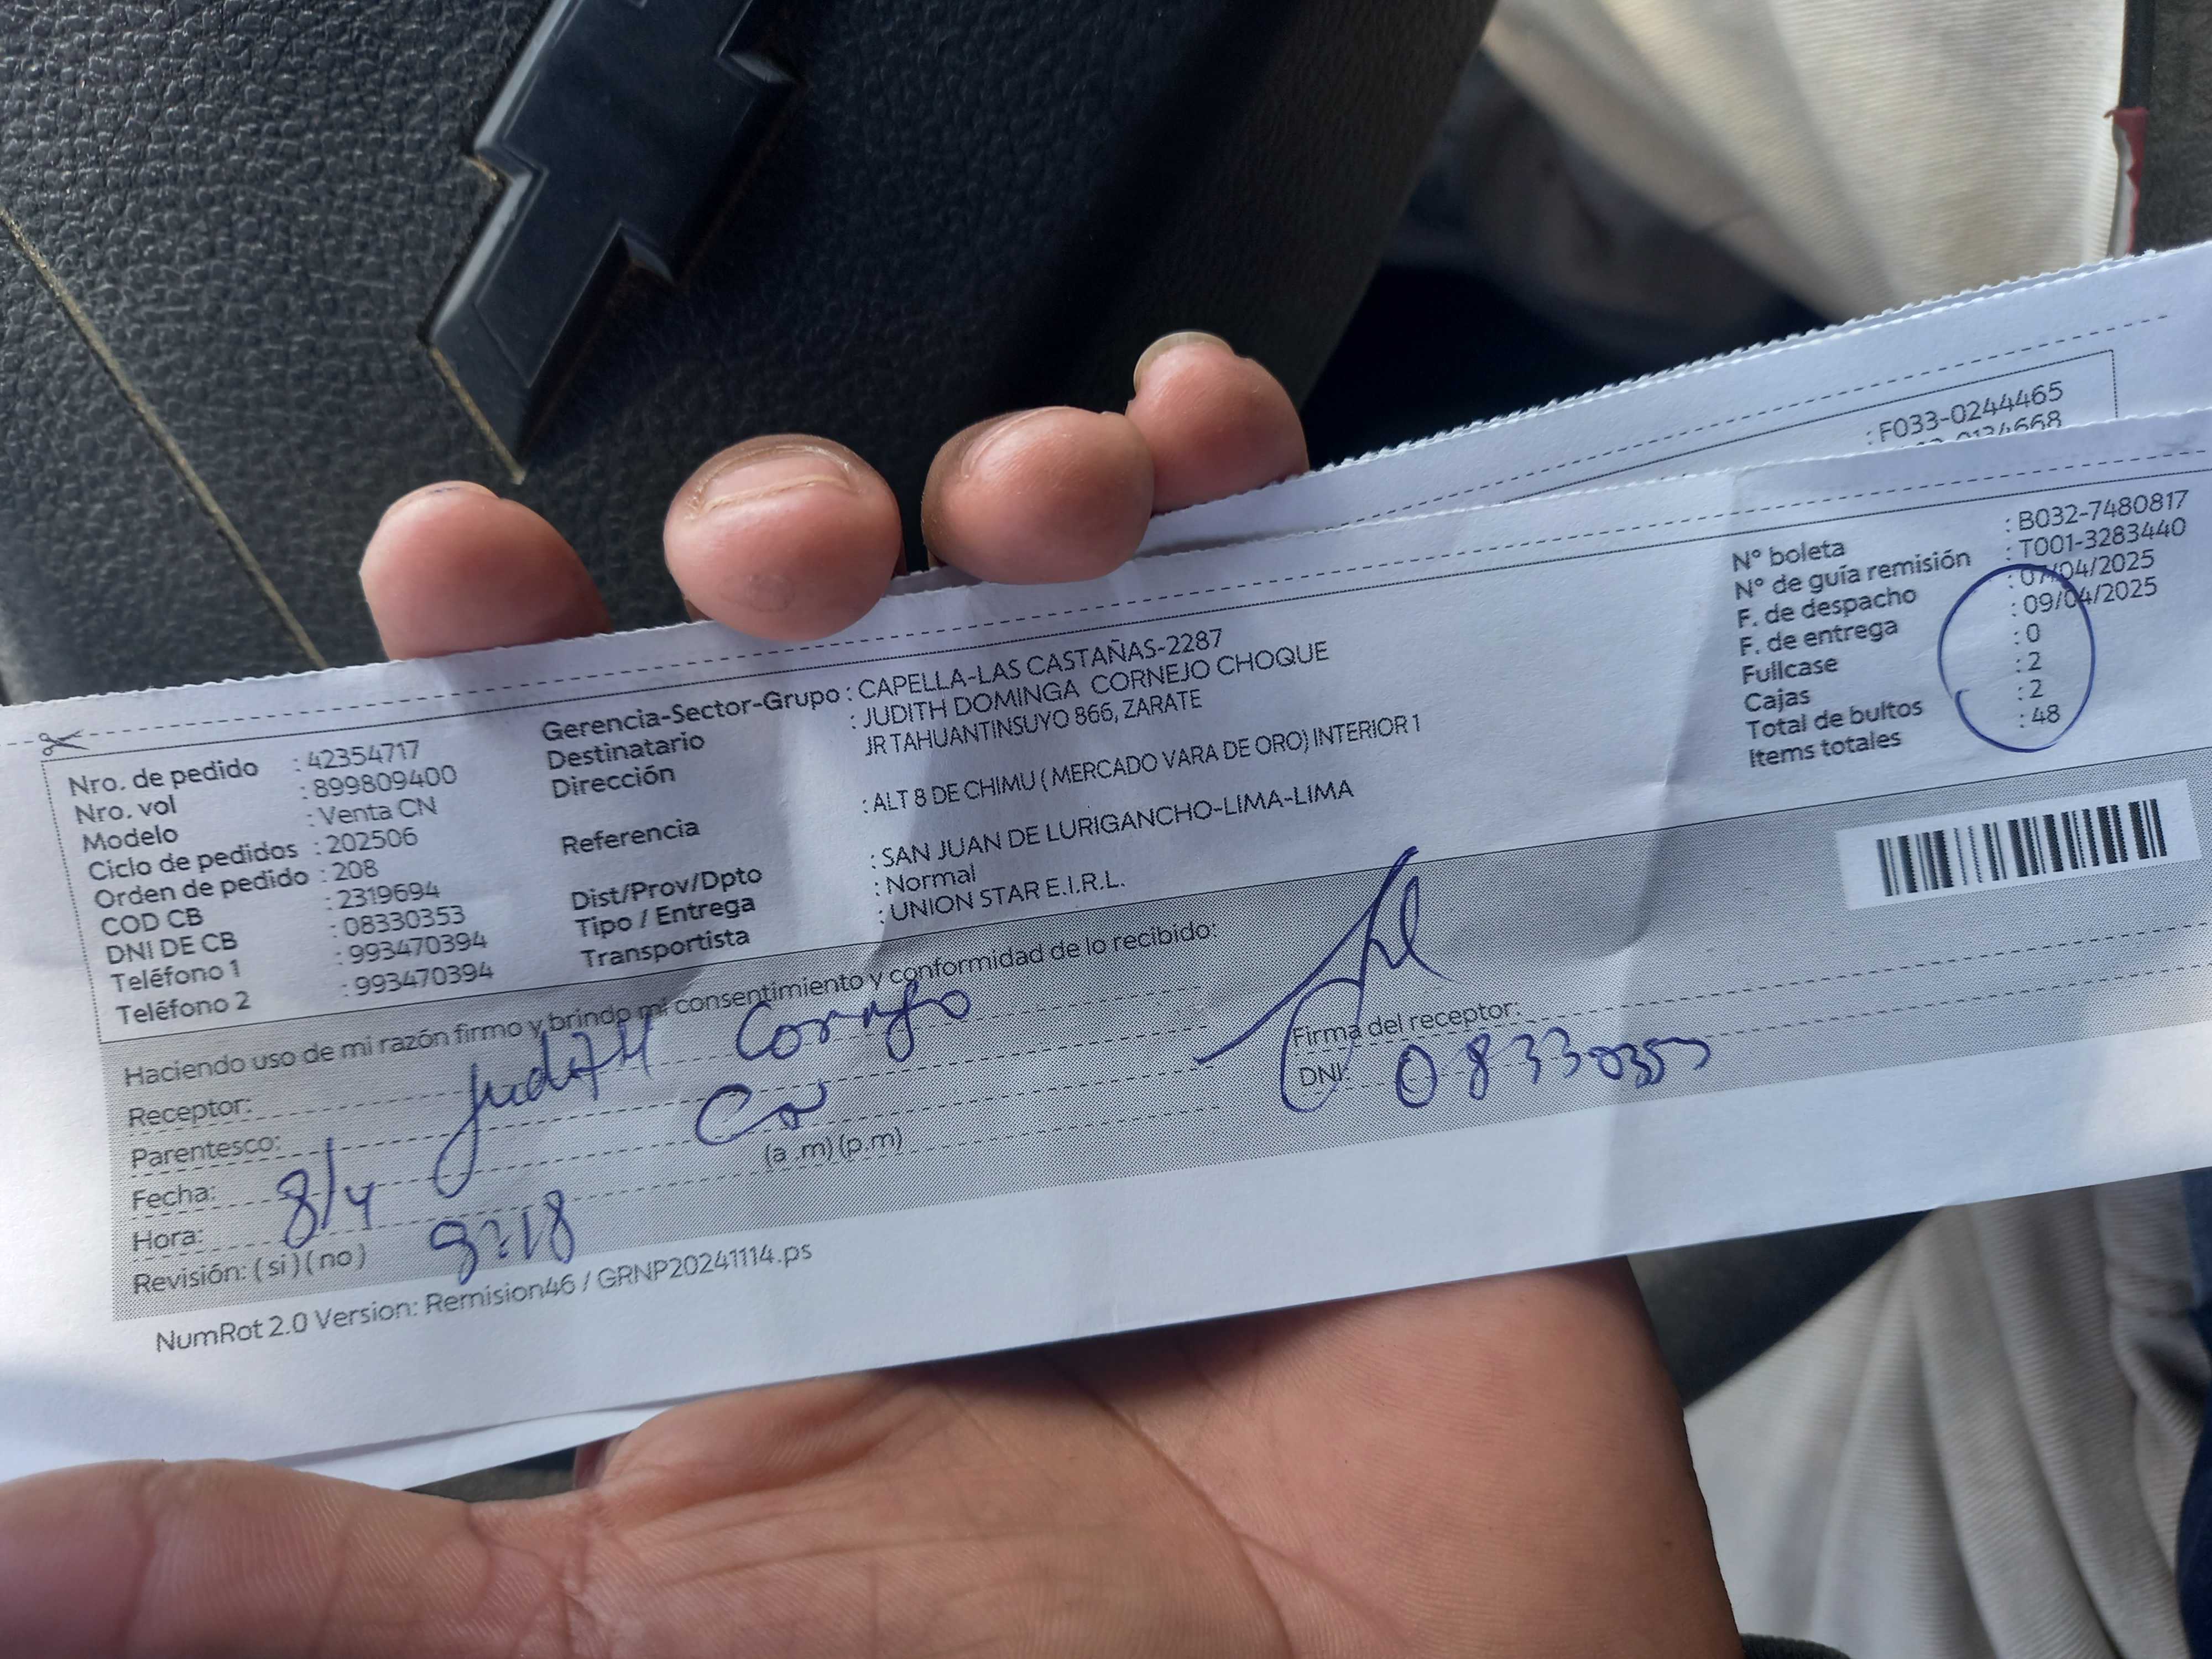 : F033-0244465
Nro. de pedido : 42354717
Nro. vol : 899809400
Modelo : Venta CN
Ciclo de pedidos : 202506
Orden de pedido : 208
COD CB : 2319694
DNI DE CB : 08330353
Teléfono 1 : 993470394
Teléfono 2 : 993470394
Gerencia-Sector-Grupo : CAPELLA-LAS CASTAÑAS-2287
Destinatario : JUDITH DOMINGA CORNEJO CHOQUE
Dirección JR TAHUANTINSUYO 866, ZARATE
Referencia : ALT 8 DE CHIMU ( MERCADO VARA DE ORO) INTERIOR 1
Dist/Prov/Dpto : SAN JUAN DE LURIGANCHO-LIMA-LIMA
Tipo / Entrega : Normal
Transportista : UNION STAR E.I.R.L.
N° boleta : B032-7480817
N° de guía remisión : T001-3283440
F. de despacho : 07/04/2025
F. de entrega : 09/04/2025
Fullcase : 0
Cajas : 2
Total de bultos : 2
Items totales : 48
Haciendo uso de mi razón firmo y brindo mi consentimiento y conformidad de lo recibido:
Receptor: Judith Cornejo
Parentesco:
Fecha: 8/4
Hora: 9:18 (a .m) (p.m)
Revisión: ( si ) ( no )
Firma del receptor:
DNI: 08330353
NumRot 2.0 Version: Remision46 / GRNP20241114.ps